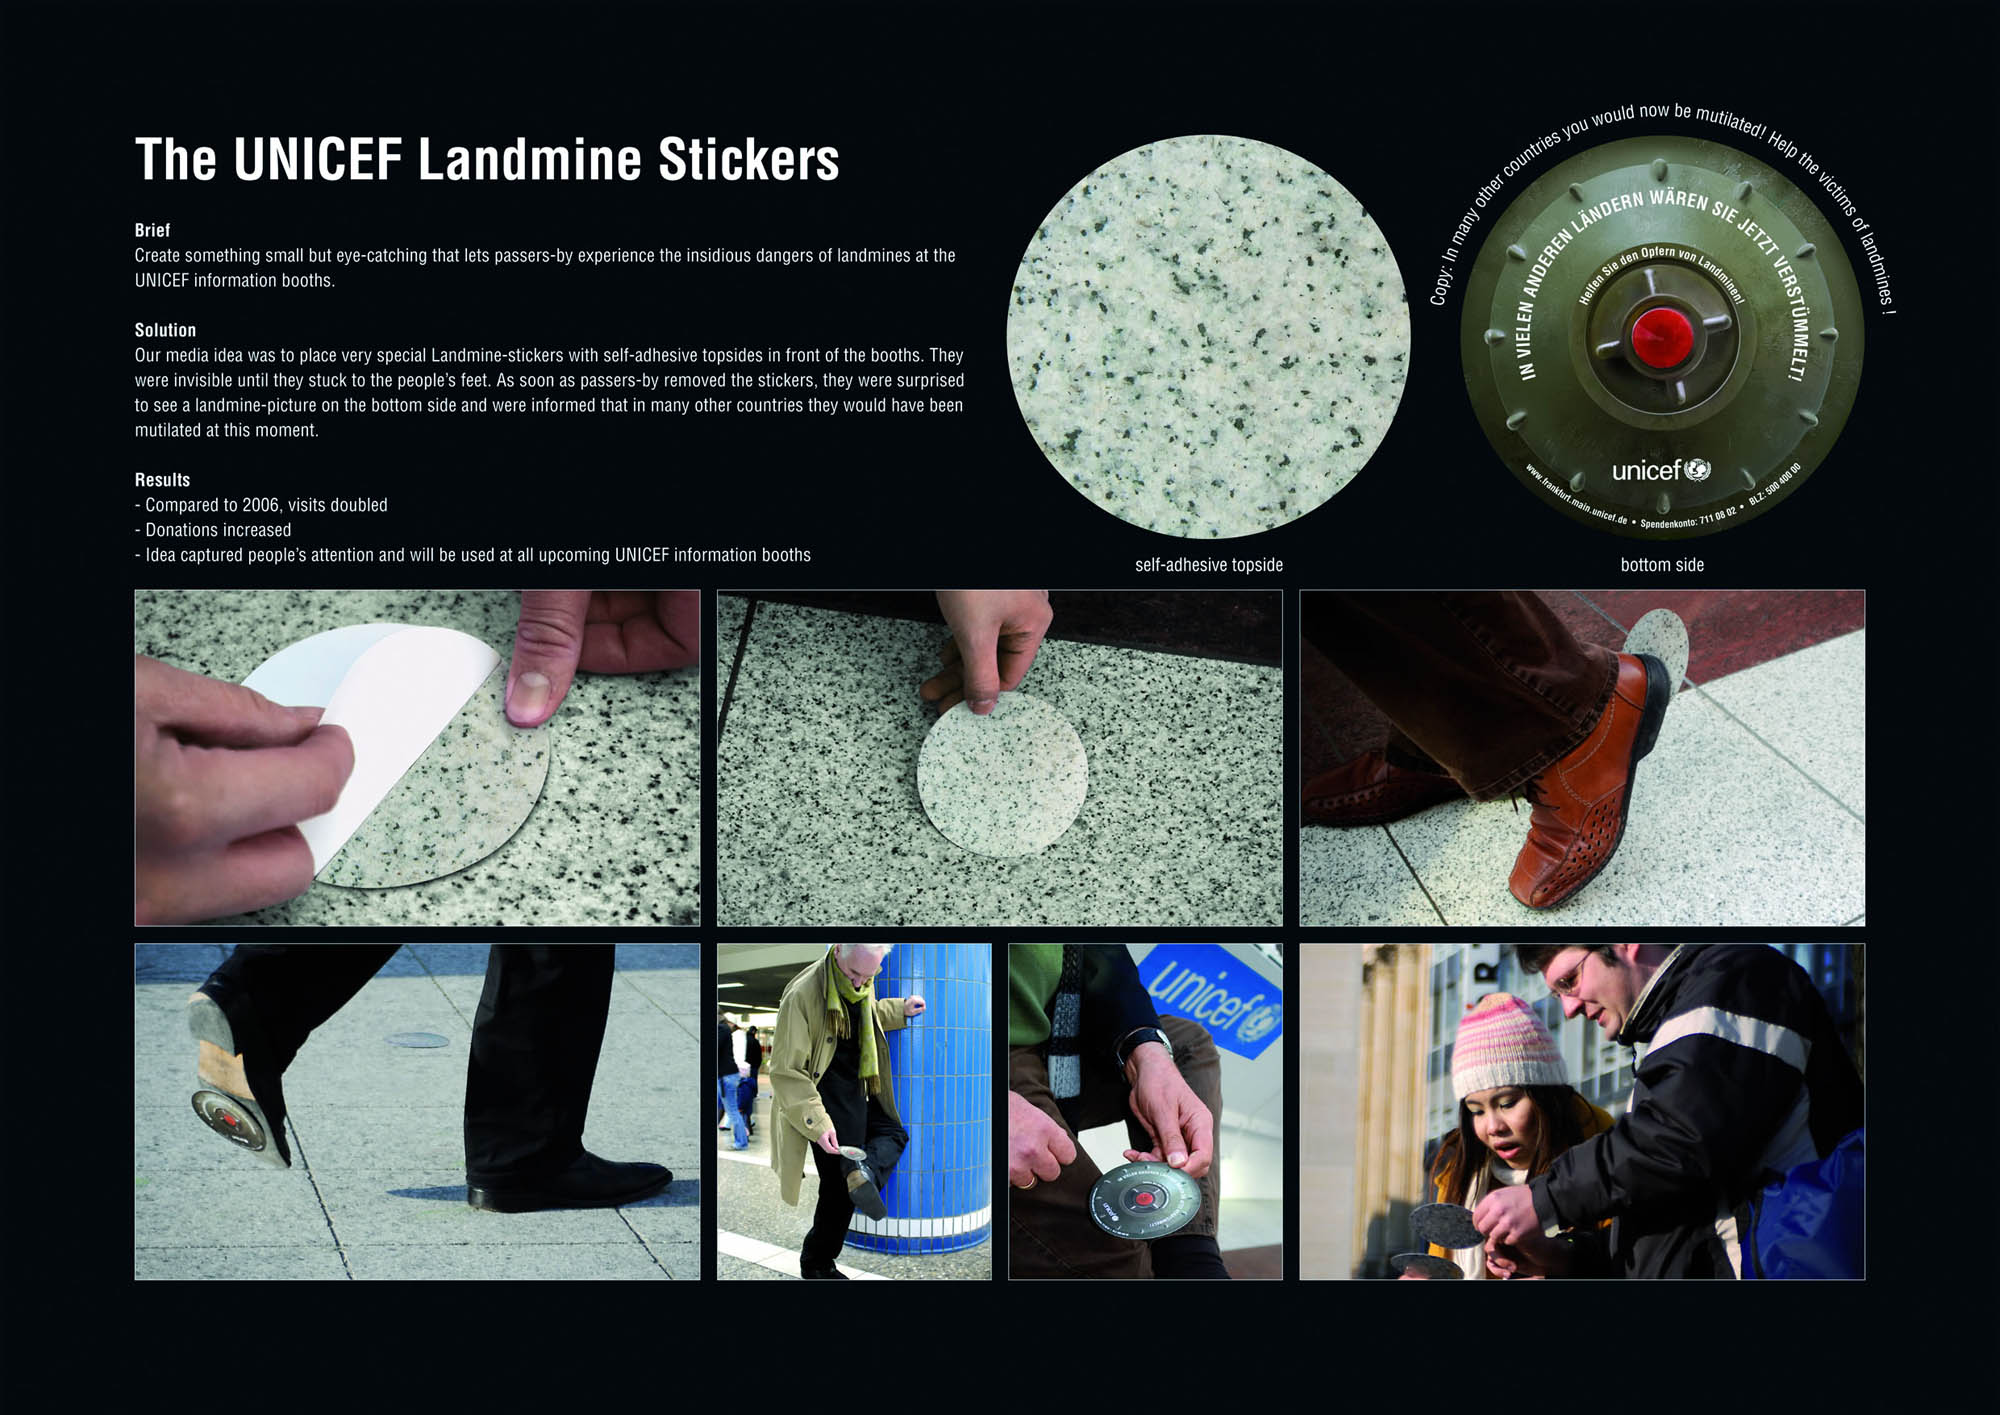 The UNICEF Landmine Stickers
Brief
Create something small but eye-catching that lets passers-by experience the insidious dangers of landmines at the
UNICEF information booths.
Solution
Our media idea was to place very special Landmine-stickers with self-adhesive topsides in front of the booths. They
were invisible until they stuck to the people's feet. As soon as passers-by removed the stickers, they were surprised
to see a landmine-picture on the bottom side and were informed that in many other countries they would have been
mutilated at this moment.
Results
- Compared to 2006, visits doubled
- Donations increased
- Idea captured people's attention and will be used at all upcoming UNICEF information booths
self-adhesive topside
Copy: In many other countries you would now be mutilated! Help the victims of landmines !
IN VIELEN ANDEREN LÄNDERN WÄREN SIE JETZT VERSTÜMMELT!
Helfen Sie den Opfern von Landminen!
unicef
www.frankfurt.main.unicef.de • Spendenkonto: 711 08 02 • BLZ: 500 400 00
bottom side
unicef
R